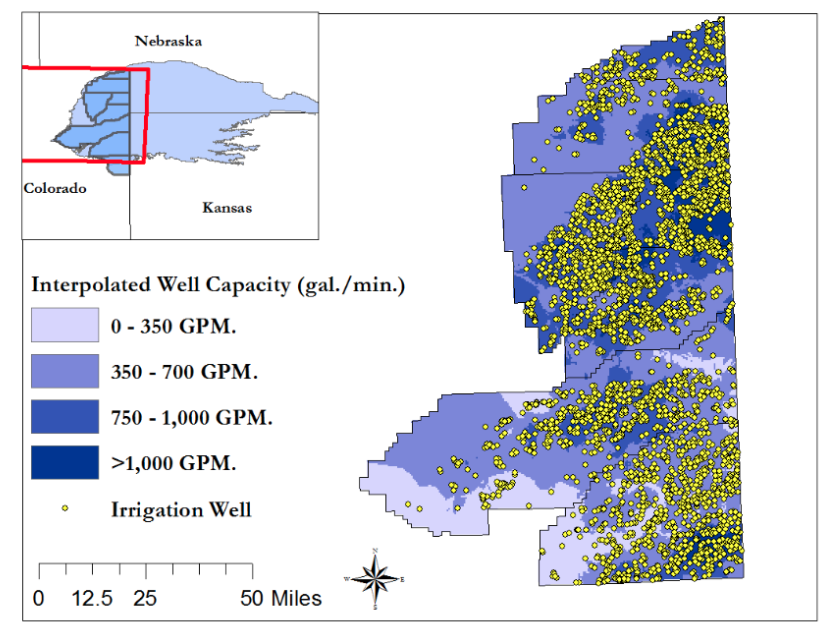 Nebraska
Colorado
Kansas
Interpolated Well Capacity (gal./min.)
0 - 350 GPM.
350 - 700 GPM.
750 - 1,000 GPM.
>1,000 GPM.
Irrigation Well
0 12.5 25 50 Miles
N
W E
S